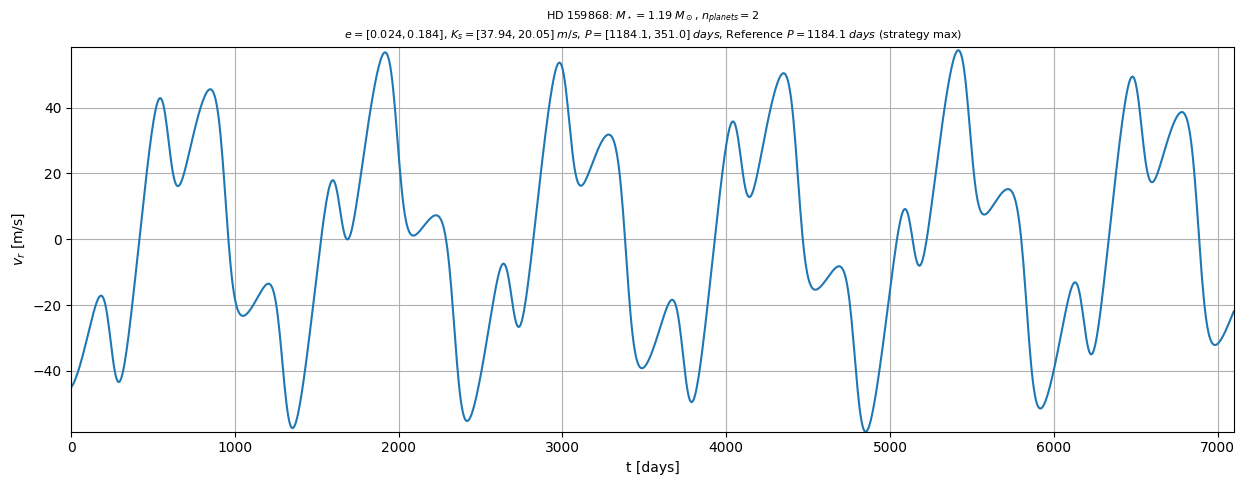 HD 159868: $M_\star = 1.19\ M_\odot$, $n_{planets} = 2$
$e = [0.024, 0.184]$, $K_s = [37.94, 20.05]\ m/s$, $P = [1184.1, 351.0]\ days$, Reference $P = 1184.1\ days$ (strategy max)
$v_r$ [m/s]
40
20
0
−20
−40
0 1000 2000 3000 4000 5000 6000 7000
t [days]